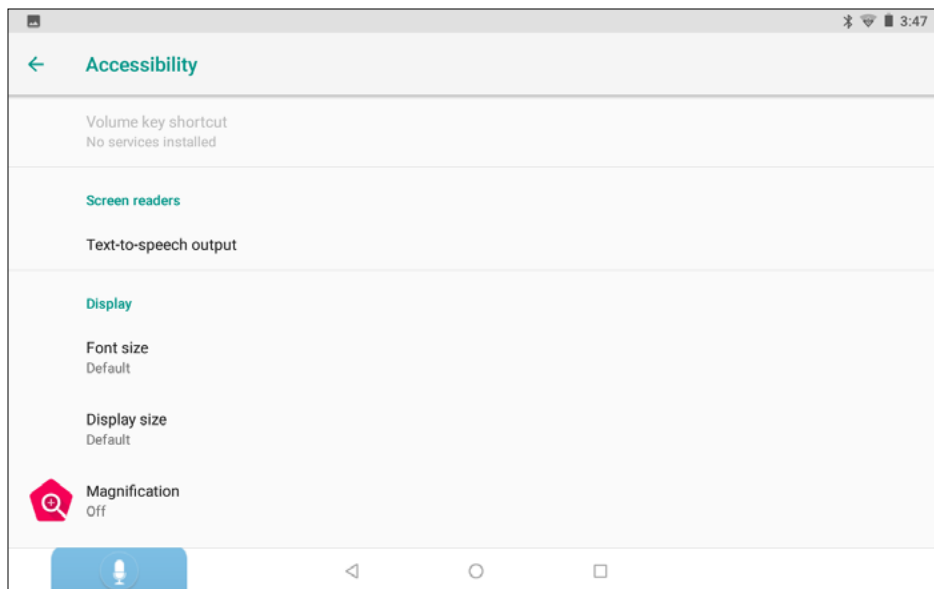 3:47
Accessibility
Volume key shortcut
No services installed
Screen readers
Text-to-speech output
Display
Font size
Default
Display size
Default
Magnification
Off